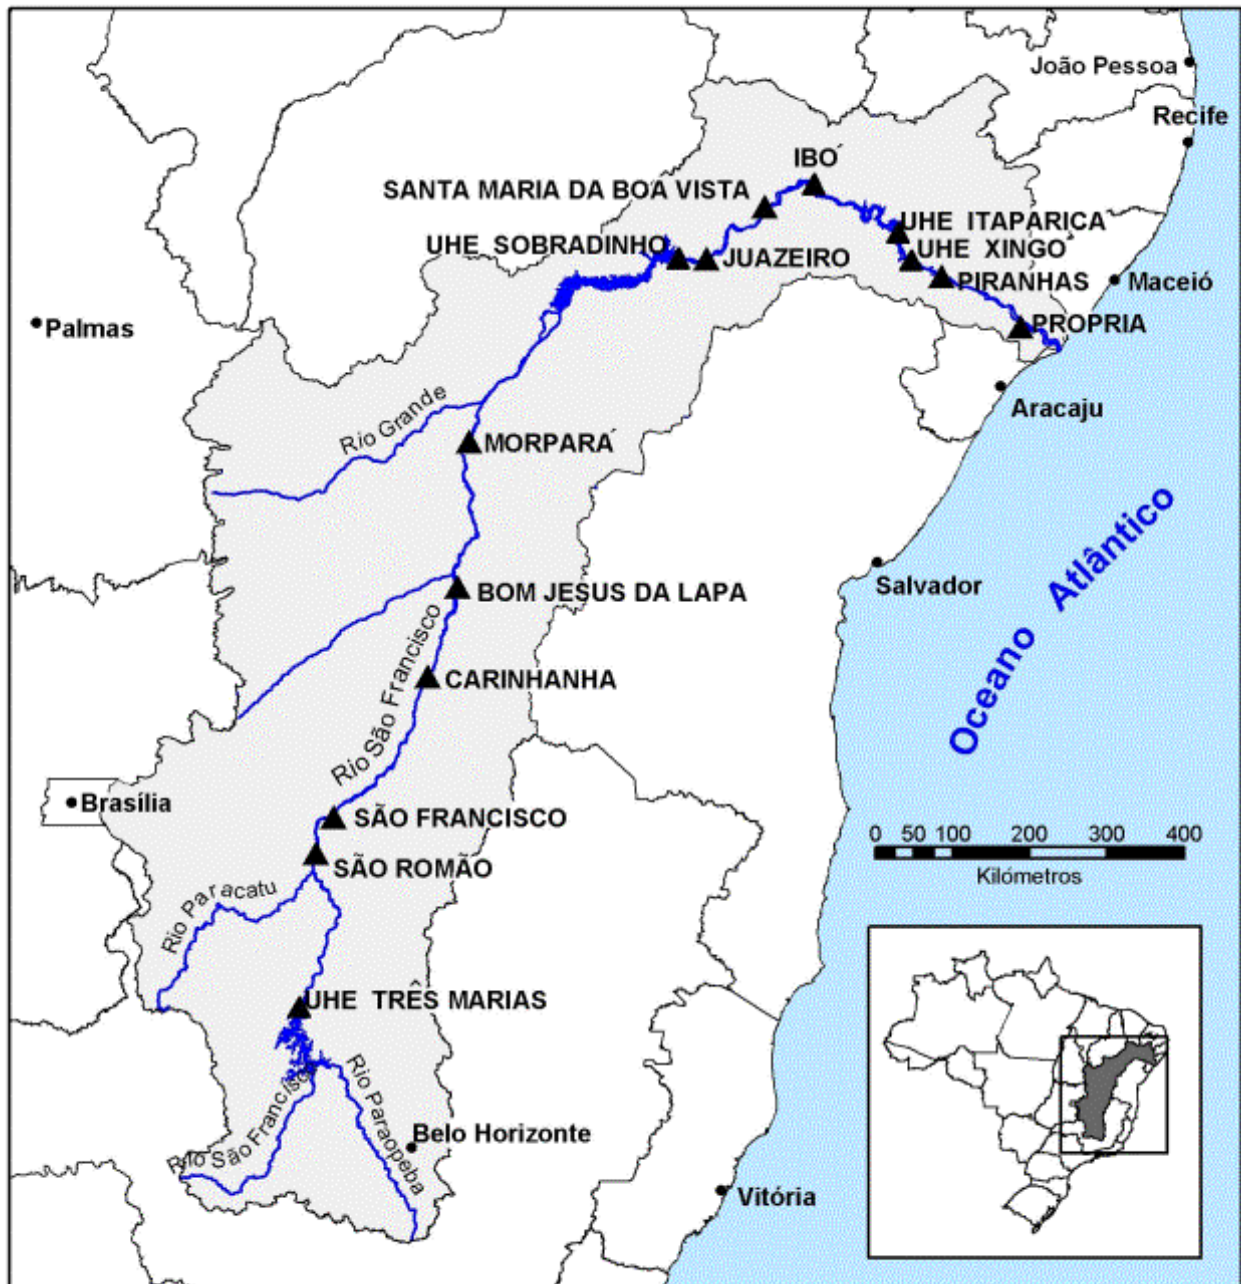 João Pessoa
Recife
IBÓ
SANTA MARIA DA BOA VISTA
UHE ITAPARICA
UHE SOBRADINHO
JUAZEIRO
UHE XINGÓ
PIRANHAS
Maceió
Palmas
PROPRIA
Rio Grande
Aracaju
MORPARÁ
Oceano Atlântico
Salvador
BOM JESUS DA LAPA
Rio São Francisco
CARINHANHA
Brasília
SÃO FRANCISCO
SÃO ROMÃO
0 50 100 200 300 400
Kilómetros
Rio Paracatu
UHE TRÊS MARIAS
Rio São Francisco
Rio Paraopeba
Belo Horizonte
Vitória